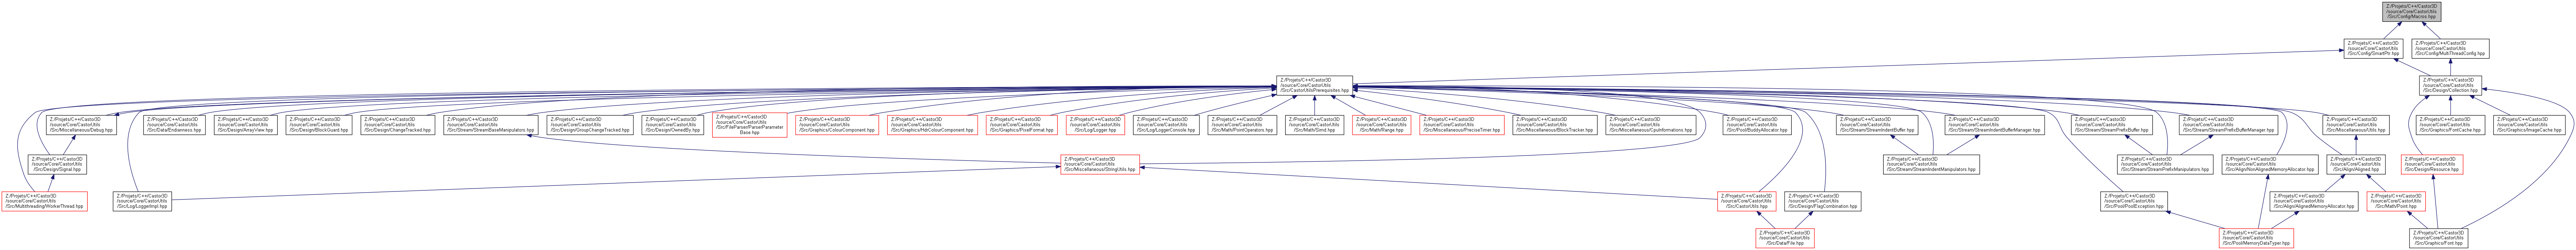 Z:/Projets/C++/Castor3D
/source/Core/CastorUtils
/Src/Config/Macros.hpp
Z:/Projets/C++/Castor3D
/source/Core/CastorUtils
/Src/Config/SmartPtr.hpp
Z:/Projets/C++/Castor3D
/source/Core/CastorUtils
/Src/Config/MultiThreadConfig.hpp
Z:/Projets/C++/Castor3D
/source/Core/CastorUtils
/Src/CastorUtilsPrerequisites.hpp
Z:/Projets/C++/Castor3D
/source/Core/CastorUtils
/Src/Design/Collection.hpp
Z:/Projets/C++/Castor3D
/source/Core/CastorUtils
/Src/Miscellaneous/Debug.hpp
Z:/Projets/C++/Castor3D
/source/Core/CastorUtils
/Src/Data/Endianness.hpp
Z:/Projets/C++/Castor3D
/source/Core/CastorUtils
/Src/Design/ArrayView.hpp
Z:/Projets/C++/Castor3D
/source/Core/CastorUtils
/Src/Design/BlockGuard.hpp
Z:/Projets/C++/Castor3D
/source/Core/CastorUtils
/Src/Design/ChangeTracked.hpp
Z:/Projets/C++/Castor3D
/source/Core/CastorUtils
/Src/Stream/StreamBaseManipulators.hpp
Z:/Projets/C++/Castor3D
/source/Core/CastorUtils
/Src/Design/GroupChangeTracked.hpp
Z:/Projets/C++/Castor3D
/source/Core/CastorUtils
/Src/Design/OwnedBy.hpp
Z:/Projets/C++/Castor3D
/source/Core/CastorUtils
/Src/FileParser/ParserParameter
Base.hpp
Z:/Projets/C++/Castor3D
/source/Core/CastorUtils
/Src/Graphics/ColourComponent.hpp
Z:/Projets/C++/Castor3D
/source/Core/CastorUtils
/Src/Graphics/HdrColourComponent.hpp
Z:/Projets/C++/Castor3D
/source/Core/CastorUtils
/Src/Graphics/PixelFormat.hpp
Z:/Projets/C++/Castor3D
/source/Core/CastorUtils
/Src/Log/Logger.hpp
Z:/Projets/C++/Castor3D
/source/Core/CastorUtils
/Src/Log/LoggerConsole.hpp
Z:/Projets/C++/Castor3D
/source/Core/CastorUtils
/Src/Math/PointOperators.hpp
Z:/Projets/C++/Castor3D
/source/Core/CastorUtils
/Src/Math/Simd.hpp
Z:/Projets/C++/Castor3D
/source/Core/CastorUtils
/Src/Math/Range.hpp
Z:/Projets/C++/Castor3D
/source/Core/CastorUtils
/Src/Miscellaneous/PreciseTimer.hpp
Z:/Projets/C++/Castor3D
/source/Core/CastorUtils
/Src/Miscellaneous/BlockTracker.hpp
Z:/Projets/C++/Castor3D
/source/Core/CastorUtils
/Src/Miscellaneous/CpuInformations.hpp
Z:/Projets/C++/Castor3D
/source/Core/CastorUtils
/Src/Pool/BuddyAllocator.hpp
Z:/Projets/C++/Castor3D
/source/Core/CastorUtils
/Src/Stream/StreamIndentBuffer.hpp
Z:/Projets/C++/Castor3D
/source/Core/CastorUtils
/Src/Stream/StreamIndentBufferManager.hpp
Z:/Projets/C++/Castor3D
/source/Core/CastorUtils
/Src/Stream/StreamPrefixBuffer.hpp
Z:/Projets/C++/Castor3D
/source/Core/CastorUtils
/Src/Stream/StreamPrefixBufferManager.hpp
Z:/Projets/C++/Castor3D
/source/Core/CastorUtils
/Src/Miscellaneous/Utils.hpp
Z:/Projets/C++/Castor3D
/source/Core/CastorUtils
/Src/Graphics/FontCache.hpp
Z:/Projets/C++/Castor3D
/source/Core/CastorUtils
/Src/Graphics/ImageCache.hpp
Z:/Projets/C++/Castor3D
/source/Core/CastorUtils
/Src/Design/Signal.hpp
Z:/Projets/C++/Castor3D
/source/Core/CastorUtils
/Src/Miscellaneous/StringUtils.hpp
Z:/Projets/C++/Castor3D
/source/Core/CastorUtils
/Src/Stream/StreamIndentManipulators.hpp
Z:/Projets/C++/Castor3D
/source/Core/CastorUtils
/Src/Stream/StreamPrefixManipulators.hpp
Z:/Projets/C++/Castor3D
/source/Core/CastorUtils
/Src/Align/NonAlignedMemoryAllocator.hpp
Z:/Projets/C++/Castor3D
/source/Core/CastorUtils
/Src/Align/Aligned.hpp
Z:/Projets/C++/Castor3D
/source/Core/CastorUtils
/Src/Design/Resource.hpp
Z:/Projets/C++/Castor3D
/source/Core/CastorUtils
/Src/Multithreading/WorkerThread.hpp
Z:/Projets/C++/Castor3D
/source/Core/CastorUtils
/Src/Log/LoggerImpl.hpp
Z:/Projets/C++/Castor3D
/source/Core/CastorUtils
/Src/CastorUtils.hpp
Z:/Projets/C++/Castor3D
/source/Core/CastorUtils
/Src/Design/FlagCombination.hpp
Z:/Projets/C++/Castor3D
/source/Core/CastorUtils
/Src/Pool/PoolException.hpp
Z:/Projets/C++/Castor3D
/source/Core/CastorUtils
/Src/Align/AlignedMemoryAllocator.hpp
Z:/Projets/C++/Castor3D
/source/Core/CastorUtils
/Src/Math/Point.hpp
Z:/Projets/C++/Castor3D
/source/Core/CastorUtils
/Src/Data/File.hpp
Z:/Projets/C++/Castor3D
/source/Core/CastorUtils
/Src/Pool/MemoryDataTyper.hpp
Z:/Projets/C++/Castor3D
/source/Core/CastorUtils
/Src/Graphics/Font.hpp